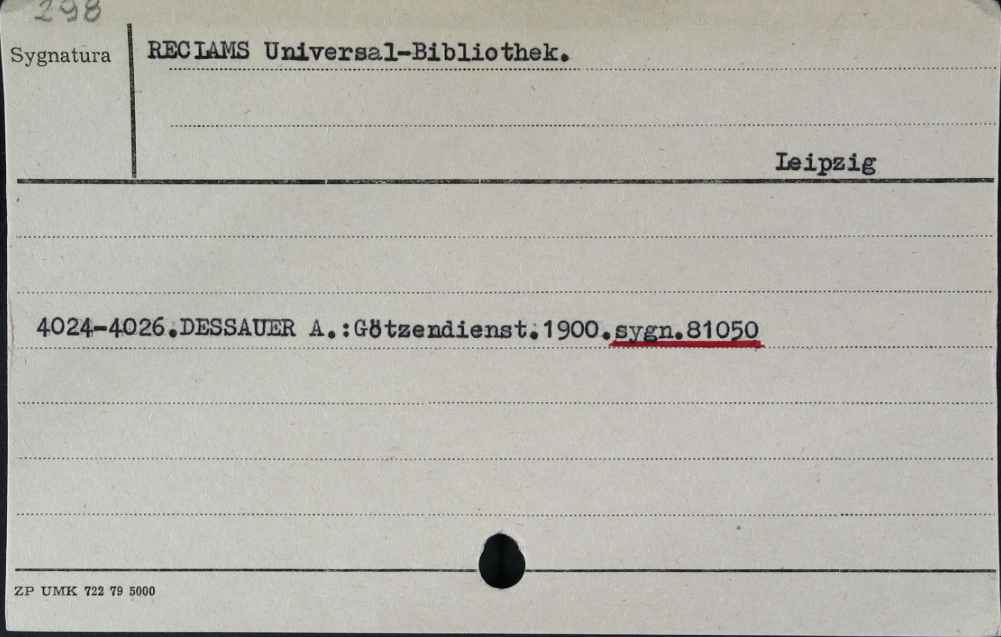 298
Sygnatura
RECLAMS Universal-Bibliothek.
Leipzig
4024-4026.DESSAUER A.:Götzendienst.1900.sygn.81050
ZP UMK 722 79 5000